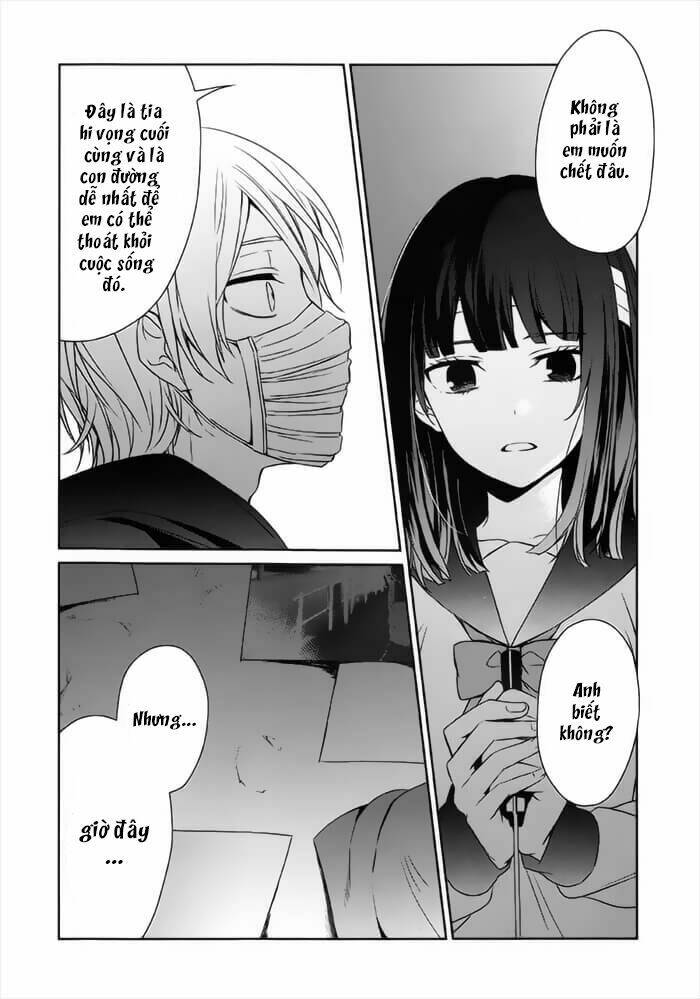 Không
phải là
em muốn
chết đâu.
Anh
biết
không?
Đây là tia
hi vọng cuối
cùng và là
con đường
dễ nhất để
em có thể
thoát khỏi
cuộc sống
đó.
Nhưng...
giờ đây
...